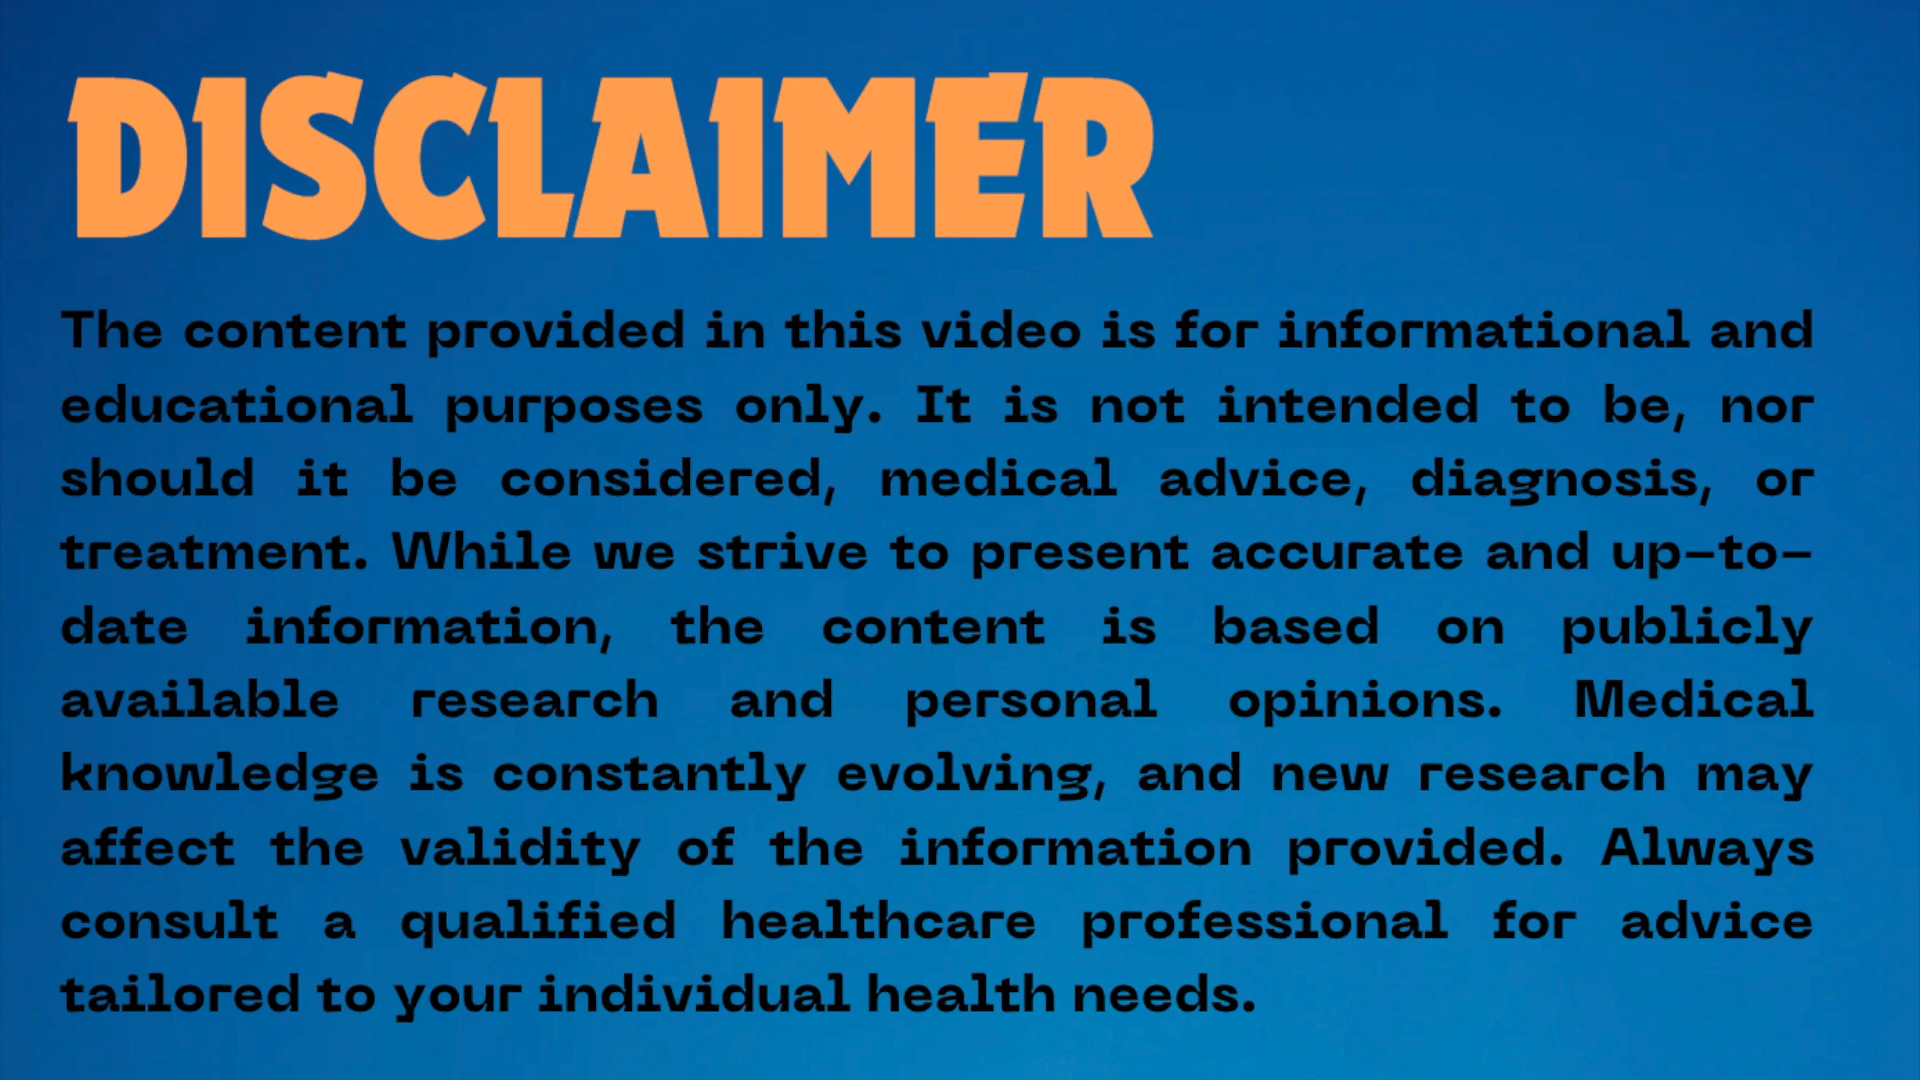 DISCLAIMER
The content provided in this video is for informational and
educational purposes only. It is not intended to be, nor
should it be considered, medical advice, diagnosis, or
treatment. While we strive to present accurate and up-to-
date information, the content is based on publicly
available research and personal opinions. Medical
knowledge is constantly evolving, and new research may
affect the validity of the information provided. Always
consult a qualified healthcare professional for advice
tailored to your individual health needs.